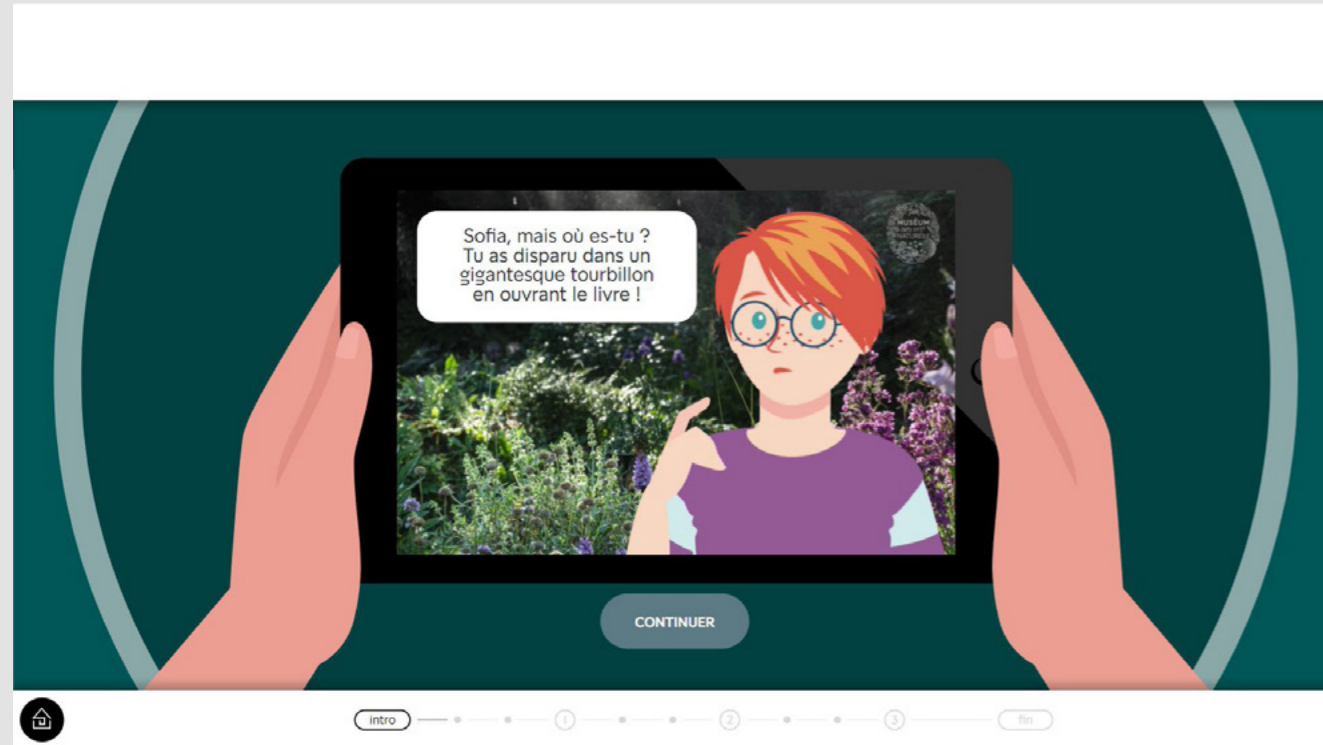 MUSÉUM
Sofia, mais où es-tu ?
Tu as disparu dans un
gigantesque tourbillon
en ouvrant le livre !
CONTINUER
intro
1
2
3
fin